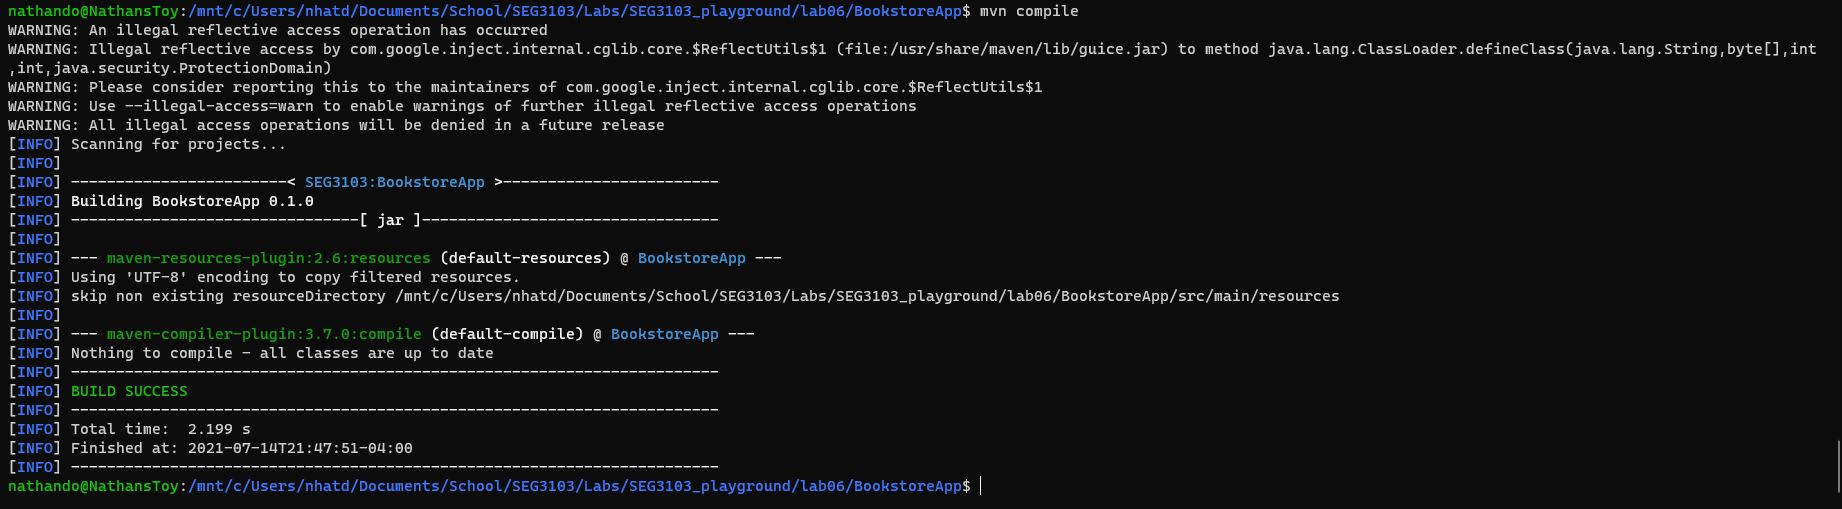 nathando@NathansToy:/mnt/c/Users/nhatd/Documents/School/SEG3103/Labs/SEG3103_playground/lab06/BookstoreApp$ mvn compile
WARNING: An illegal reflective access operation has occurred
WARNING: Illegal reflective access by com.google.inject.internal.cglib.core.$ReflectUtils$1 (file:/usr/share/maven/lib/guice.jar) to method java.lang.ClassLoader.defineClass(java.lang.String,byte[],int
,int,java.security.ProtectionDomain)
WARNING: Please consider reporting this to the maintainers of com.google.inject.internal.cglib.core.$ReflectUtils$1
WARNING: Use --illegal-access=warn to enable warnings of further illegal reflective access operations
WARNING: All illegal access operations will be denied in a future release
[INFO] Scanning for projects...
[INFO]
[INFO] ------------------------< SEG3103:BookstoreApp >------------------------
[INFO] Building BookstoreApp 0.1.0
[INFO] --------------------------------[ jar ]---------------------------------
[INFO]
[INFO] --- maven-resources-plugin:2.6:resources (default-resources) @ BookstoreApp ---
[INFO] Using 'UTF-8' encoding to copy filtered resources.
[INFO] skip non existing resourceDirectory /mnt/c/Users/nhatd/Documents/School/SEG3103/Labs/SEG3103_playground/lab06/BookstoreApp/src/main/resources
[INFO]
[INFO] --- maven-compiler-plugin:3.7.0:compile (default-compile) @ BookstoreApp ---
[INFO] Nothing to compile - all classes are up to date
[INFO] ------------------------------------------------------------------------
[INFO] BUILD SUCCESS
[INFO] ------------------------------------------------------------------------
[INFO] Total time:  2.199 s
[INFO] Finished at: 2021-07-14T21:47:51-04:00
[INFO] ------------------------------------------------------------------------
nathando@NathansToy:/mnt/c/Users/nhatd/Documents/School/SEG3103/Labs/SEG3103_playground/lab06/BookstoreApp$